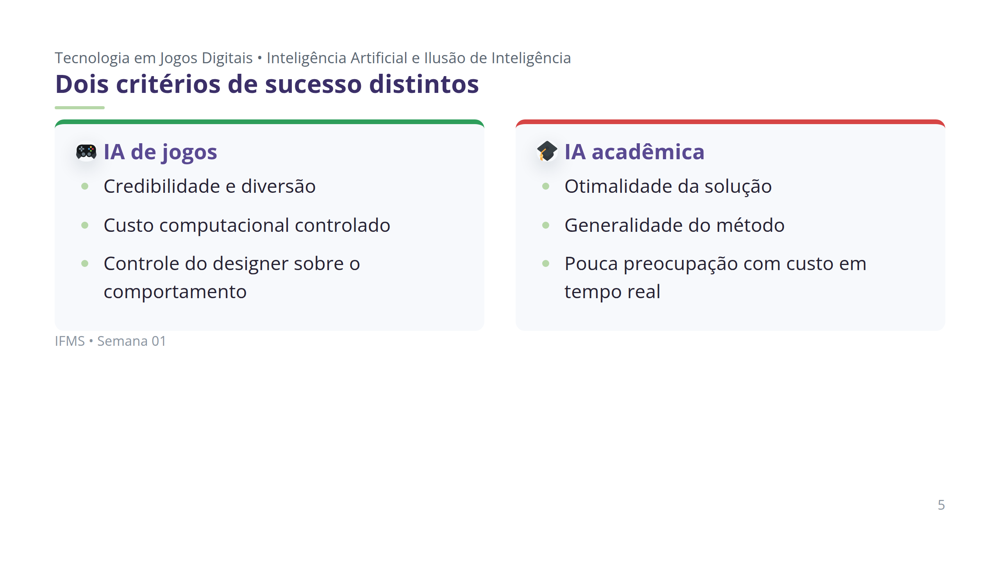 Tecnologia em Jogos Digitais • Inteligência Artificial e Ilusão de Inteligência
Dois critérios de sucesso distintos
IA de jogos
• Credibilidade e diversão
• Custo computacional controlado
• Controle do designer sobre o
comportamento
IA acadêmica
• Otimalidade da solução
• Generalidade do método
• Pouca preocupação com custo em
tempo real
IFMS • Semana 01
5